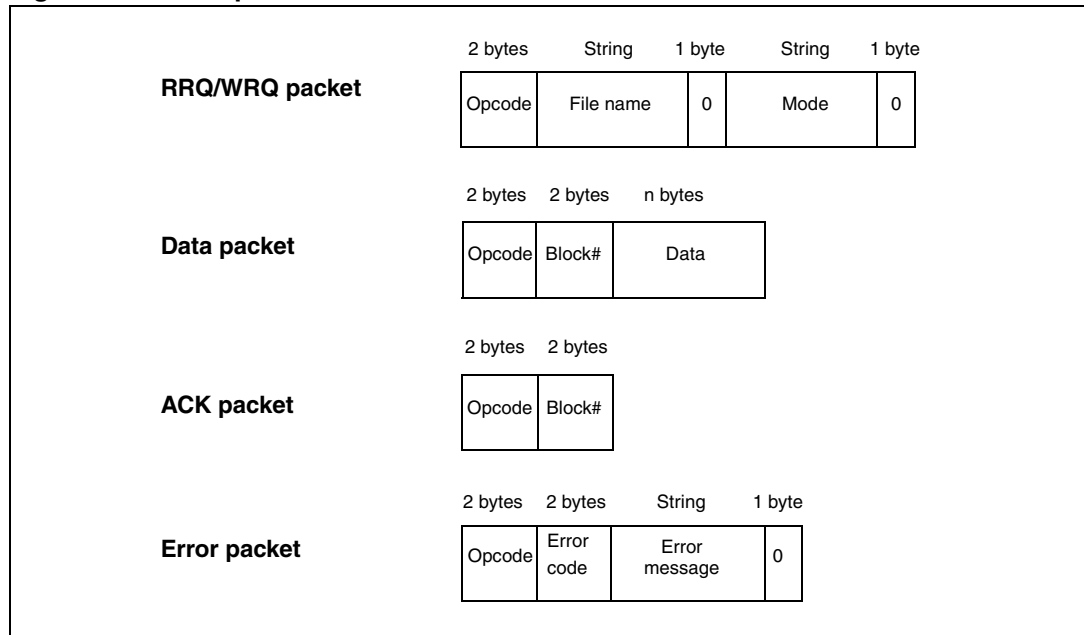 2 bytes String 1 byte String 1 byte
RRQ/WRQ packet
Opcode File name 0 Mode 0
2 bytes 2 bytes n bytes
Data packet
Opcode Block# Data
2 bytes 2 bytes
ACK packet
Opcode Block#
2 bytes 2 bytes String 1 byte
Error packet
Opcode Error code Error message 0